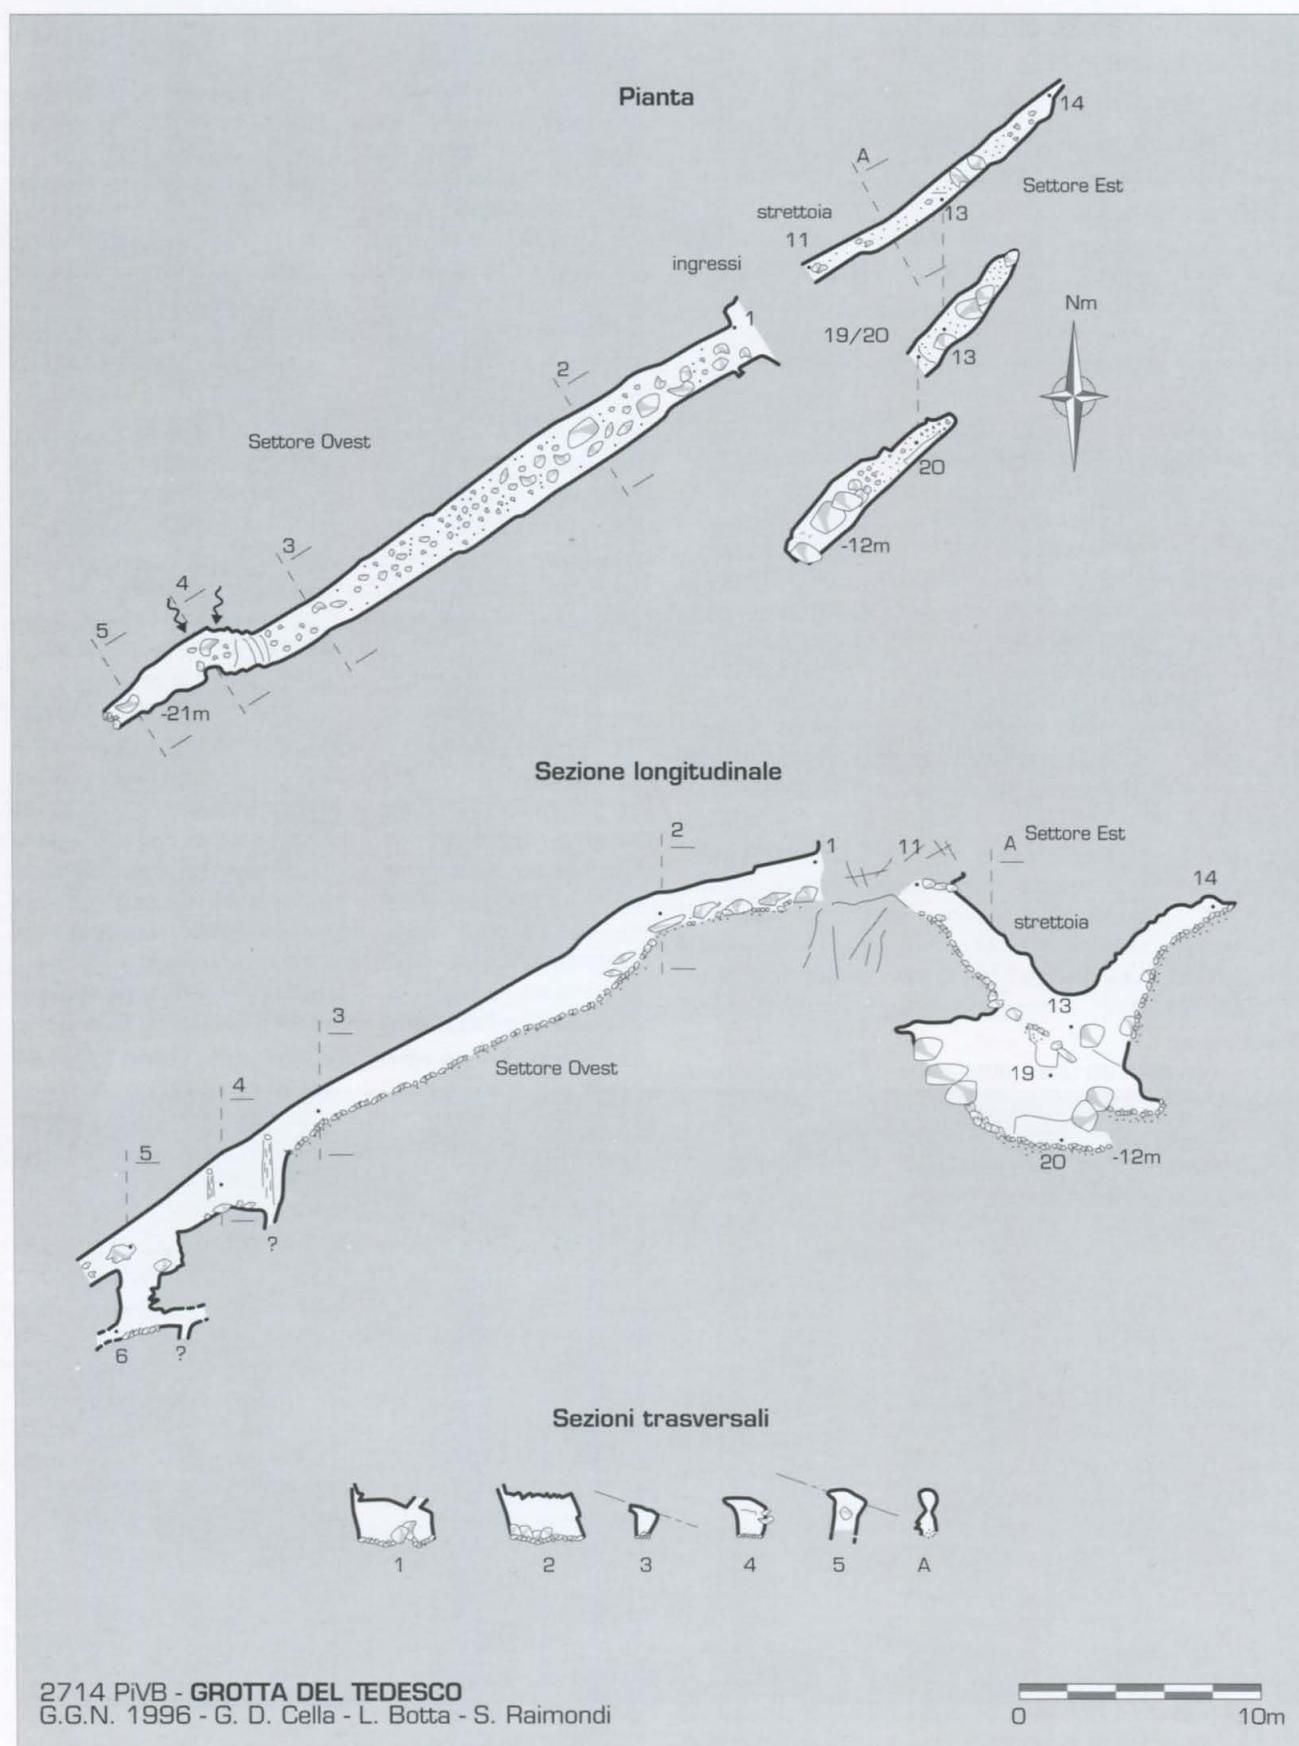 Pianta
14
A
Settore Est
strettoia
13
11
ingressi
Nm
1
19/20
13
2
Settore Ovest
20
-12m
3
4
5
-21m
Sezione longitudinale
2
1
11
A
Settore Est
14
strettoia
13
3
Settore Ovest
19
4
5
20
-12m
?
6
?
Sezioni trasversali
1
2
3
4
5
A
2714 PiVB - GROTTA DEL TEDESCO
G.G.N. 1996 - G. D. Cella - L. Botta - S. Raimondi
0
10m